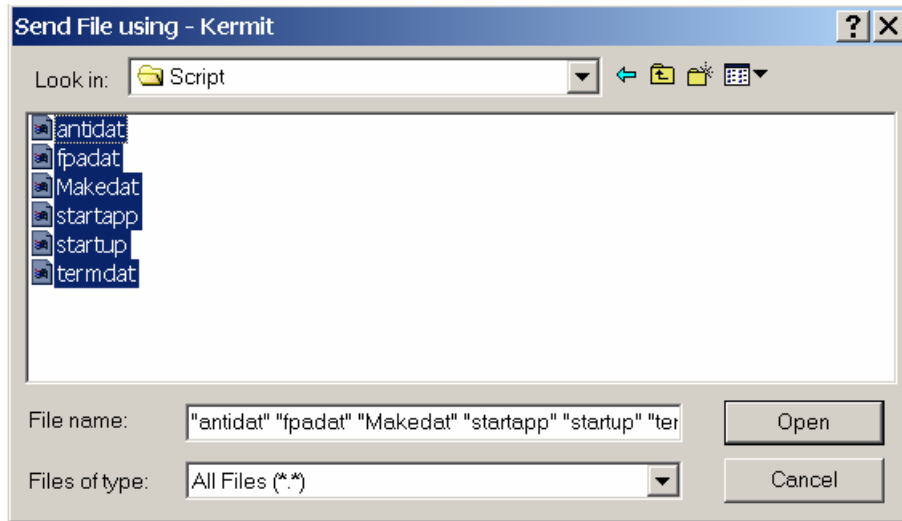 Send File using - Kermit
Look in: Script
antidat
fpadat
Makedat
startapp
startup
termdat
File name: "antidat" "fpadat" "Makedat" "startapp" "startup" "ter
Open
Files of type: All Files (*.*)
Cancel